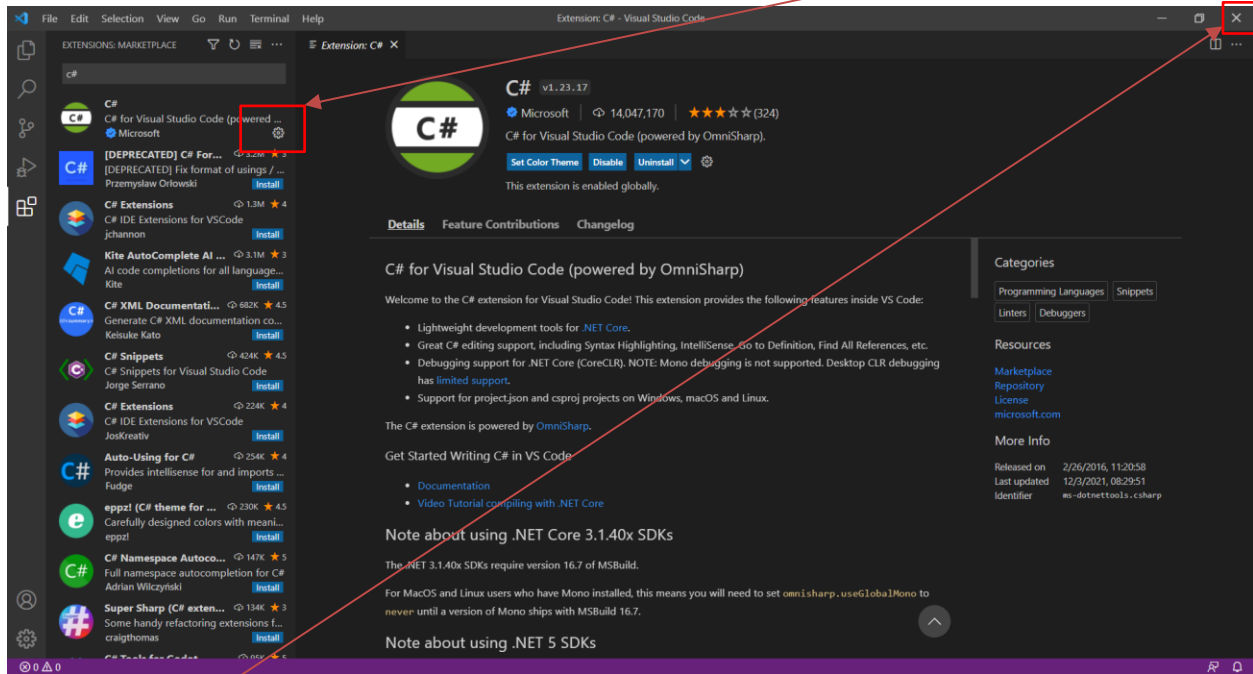 File Edit Selection View Go Run Terminal Help
Extension: C# - Visual Studio Code
EXTENSIONS: MARKETPLACE
c#
C#
C# for Visual Studio Code (powered ...
Microsoft
C#
[DEPRECATED] C# For... 3.2M ★ 5
[DEPRECATED] Fix format of usings / ...
Przemysław Orłowski Install
C# Extensions 1.3M ★ 4
C# IDE Extensions for VSCode
jchannon Install
Kite AutoComplete AI ... 3.1M ★ 3
AI code completions for all language...
Kite Install
C# XML Documentati... 682K ★ 4.5
Generate C# XML documentation co...
Keisuke Kato Install
C# Snippets 424K ★ 4.5
C# Snippets for Visual Studio Code
Jorge Serrano Install
C# Extensions 224K ★ 4
C# IDE Extensions for VSCode
JosKreativ Install
Auto-Using for C# 254K ★ 4
Provides intellisense for and imports ...
Fudge Install
eppz! (C# theme for ... 230K ★ 4.5
Carefully designed colors with meani...
eppz! Install
C# Namespace Autoco... 147K ★ 5
Full namespace autocompletion for C#
Adrian Wilczyński Install
Super Sharp (C# exten... 134K ★ 3
Some handy refactoring extensions f...
craigthomas Install
C# Tools for Godot
Extension: C#
C#
C# v1.23.17
Microsoft 14,047,170 ★★★☆☆(324)
C# for Visual Studio Code (powered by OmniSharp).
Set Color Theme Disable Uninstall
This extension is enabled globally.
Details Feature Contributions Changelog
C# for Visual Studio Code (powered by OmniSharp)
Welcome to the C# extension for Visual Studio Code! This extension provides the following features inside VS Code:
• Lightweight development tools for .NET Core.
• Great C# editing support, including Syntax Highlighting, IntelliSense, Go to Definition, Find All References, etc.
• Debugging support for .NET Core (CoreCLR). NOTE: Mono debugging is not supported. Desktop CLR debugging
has limited support.
• Support for project.json and csproj projects on Windows, macOS and Linux.
The C# extension is powered by OmniSharp.
Get Started Writing C# in VS Code
• Documentation
• Video Tutorial compiling with .NET Core
Note about using .NET Core 3.1.40x SDKs
The .NET 3.1.40x SDKs require version 16.7 of MSBuild.
For MacOS and Linux users who have Mono installed, this means you will need to set omnisharp.useGlobalMono to
never until a version of Mono ships with MSBuild 16.7.
Note about using .NET 5 SDKs
Categories
Programming Languages Snippets
Linters Debuggers
Resources
Marketplace
Repository
License
microsoft.com
More Info
Released on 2/26/2016, 11:20:58
Last updated 12/3/2021, 08:29:51
Identifier ms-dotnettools.csharp
0 0